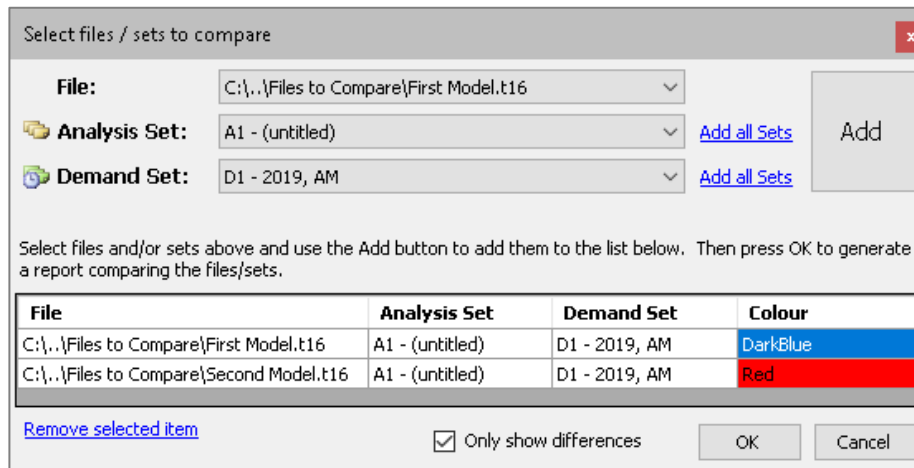 Select files / sets to compare
x
File: C:\..\Files to Compare\First Model.t16
Analysis Set: A1 - (untitled) Add all Sets Add
Demand Set: D1 - 2019, AM Add all Sets
Select files and/or sets above and use the Add button to add them to the list below. Then press OK to generate
a report comparing the files/sets.
File Analysis Set Demand Set Colour
C:\..\Files to Compare\First Model.t16 A1 - (untitled) D1 - 2019, AM DarkBlue
C:\..\Files to Compare\Second Model.t16 A1 - (untitled) D1 - 2019, AM Red
Remove selected item Only show differences OK Cancel